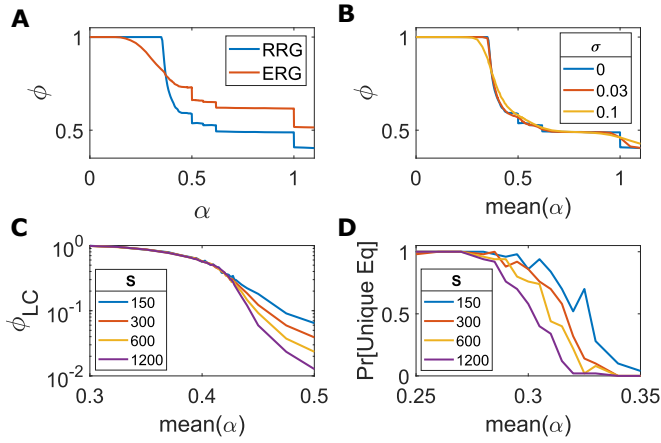 A
1
0.5
ϕ
0
0.5
1
α
RRG
ERG
B
1
0.5
ϕ
0
0.5
1
mean(α)
σ
0
0.03
0.1
C
10^0
10^-1
10^-2
ϕ_LC
0.3
0.4
0.5
mean(α)
S
150
300
600
1200
D
1
0.5
0
Pr[Unique Eq]
0.25
0.3
0.35
mean(α)
S
150
300
600
1200